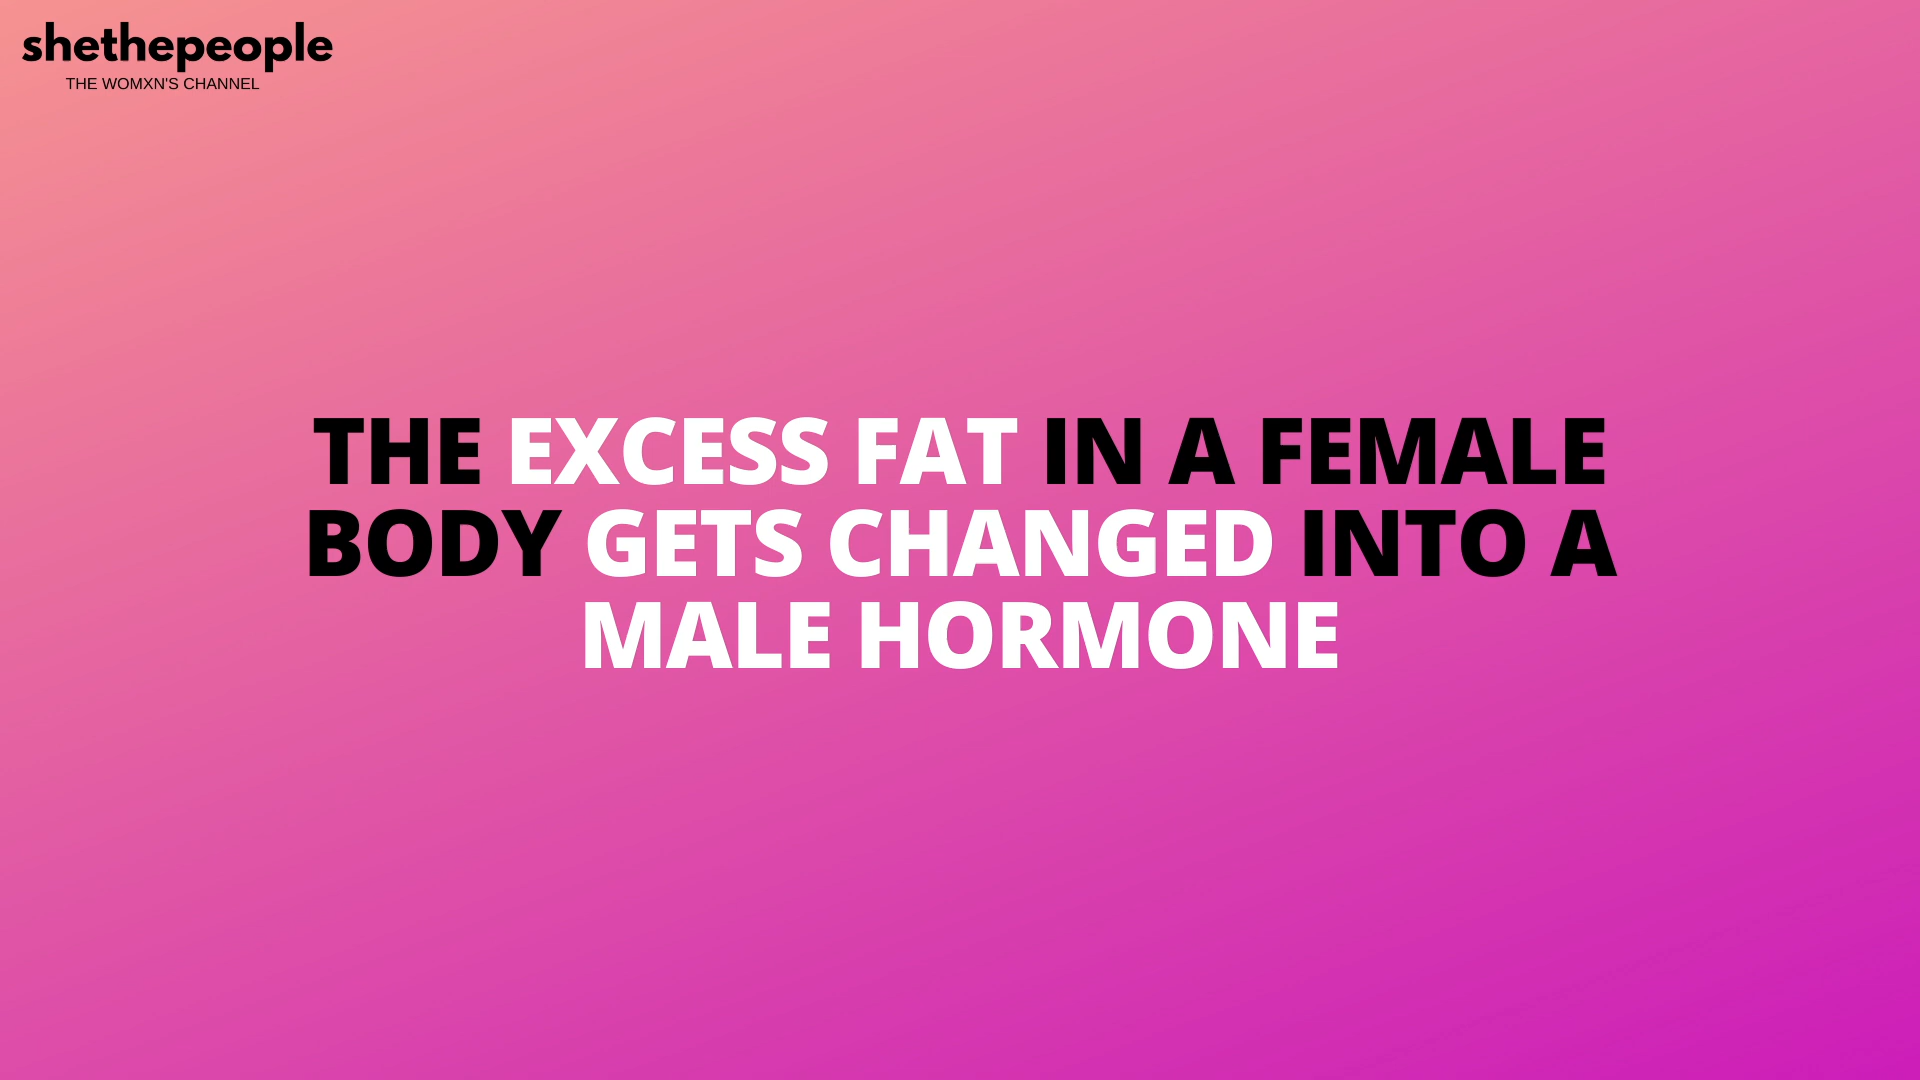 shethepeople
THE WOMXN'S CHANNEL
THE EXCESS FAT IN A FEMALE
BODY GETS CHANGED INTO A
MALE HORMONE